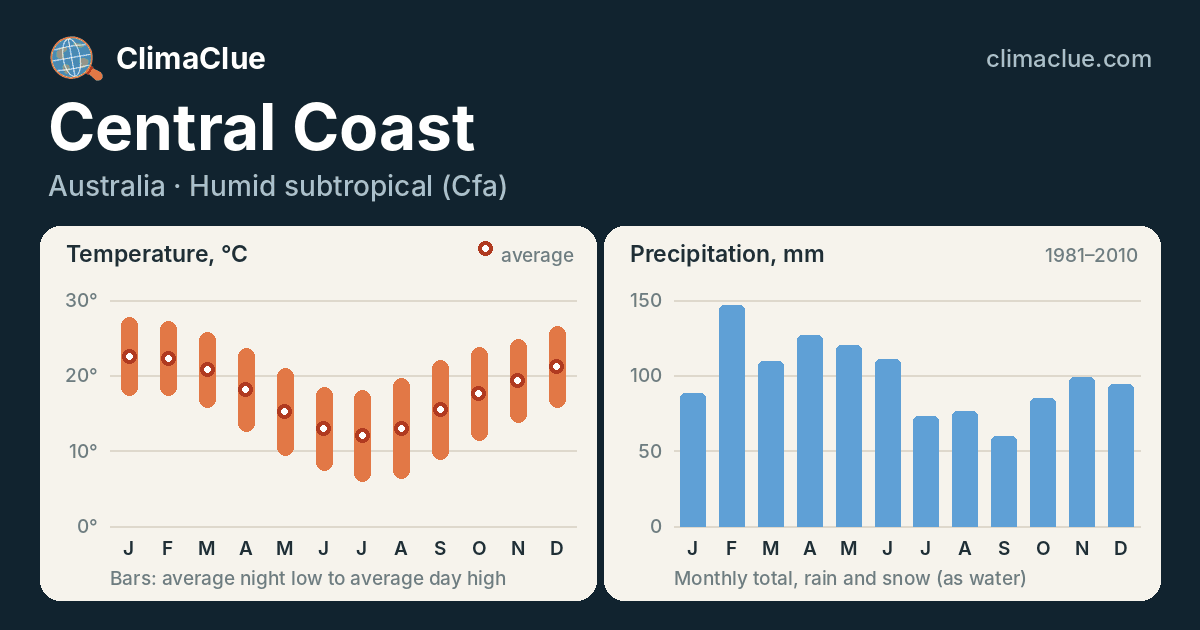 ClimaClue
climaclue.com
Central Coast
Australia · Humid subtropical (Cfa)
Temperature, °C
average
30°
20°
10°
0°
J F M A M J J A S O N D
Bars: average night low to average day high
Precipitation, mm
1981–2010
150
100
50
0
J F M A M J J A S O N D
Monthly total, rain and snow (as water)